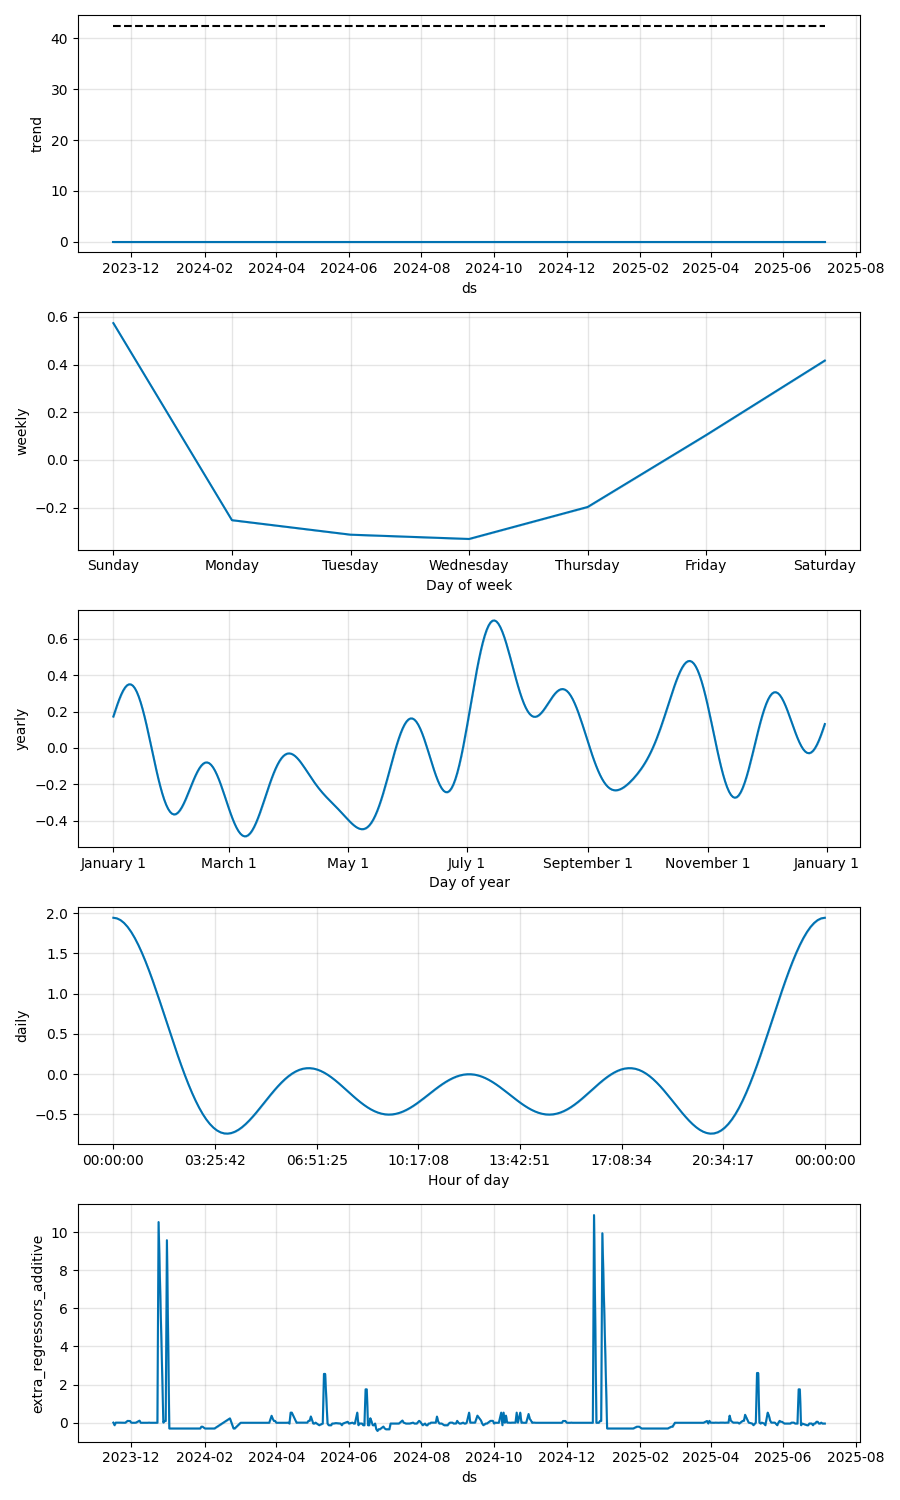 40
30
20
10
0
trend
2023-12 2024-02 2024-04 2024-06 2024-08 2024-10 2024-12 2025-02 2025-04 2025-06 2025-08
ds
0.6
0.4
0.2
0.0
−0.2
weekly
Sunday Monday Tuesday Wednesday Thursday Friday Saturday
Day of week
0.6
0.4
0.2
0.0
−0.2
−0.4
yearly
January 1 March 1 May 1 July 1 September 1 November 1 January 1
Day of year
2.0
1.5
1.0
0.5
0.0
−0.5
daily
00:00:00 03:25:42 06:51:25 10:17:08 13:42:51 17:08:34 20:34:17 00:00:00
Hour of day
10
8
6
4
2
0
extra_regressors_additive
2023-12 2024-02 2024-04 2024-06 2024-08 2024-10 2024-12 2025-02 2025-04 2025-06 2025-08
ds